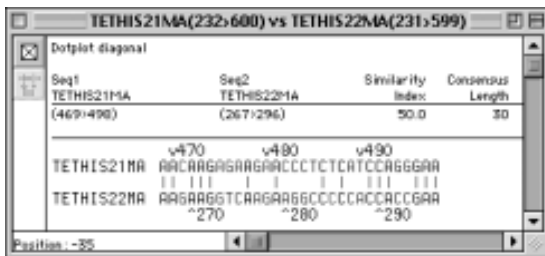 TETHIS21MA(232>600) vs TETHIS22MA(231>599)
Dotplot diagonal
Seq1 Seq2 Similarity Consensus
TETHIS21MA TETHIS22MA Index Length
(469>498) (267>296) 50.0 30
v470 v480 v490
TETHIS21MA AACAAGAGAAGAACCCTCTCATCCAGGGAA
TETHIS22MA AAGAAGGTCAAGAAGGCCCCCACCACCGAA
^270 ^280 ^290
Position : -35